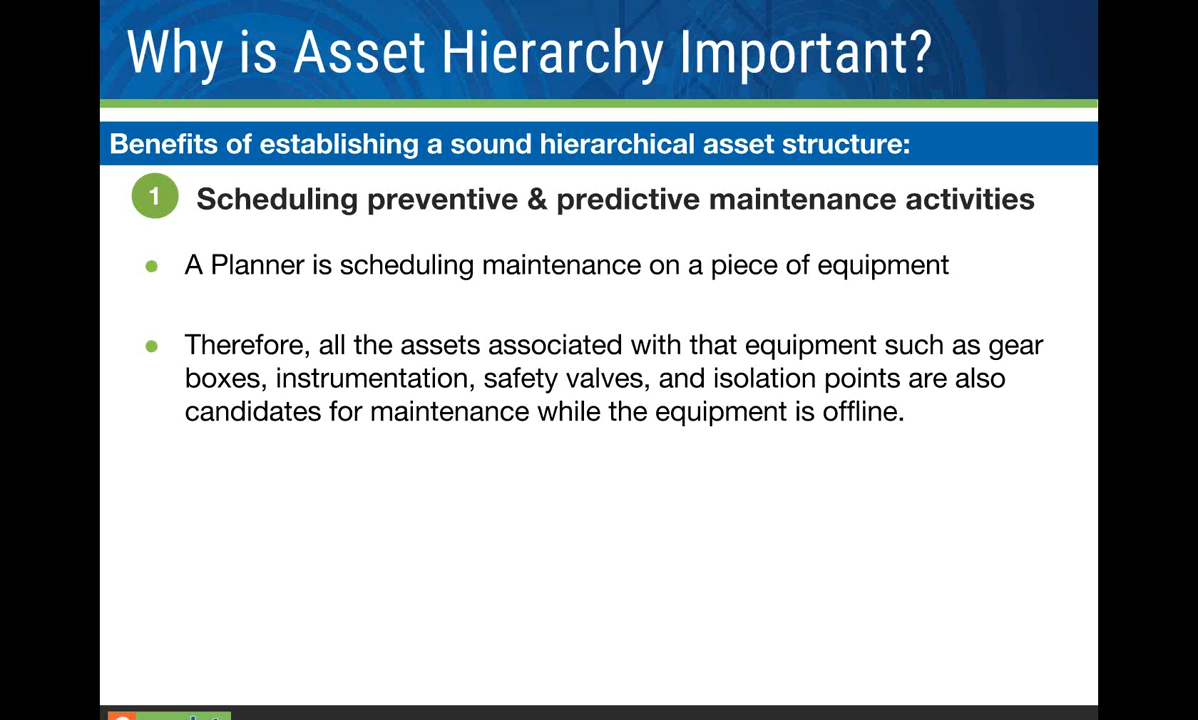 Why is Asset Hierarchy Important?
Benefits of establishing a sound hierarchical asset structure:
1 Scheduling preventive & predictive maintenance activities
• A Planner is scheduling maintenance on a piece of equipment
• Therefore, all the assets associated with that equipment such as gear
boxes, instrumentation, safety valves, and isolation points are also
candidates for maintenance while the equipment is offline.